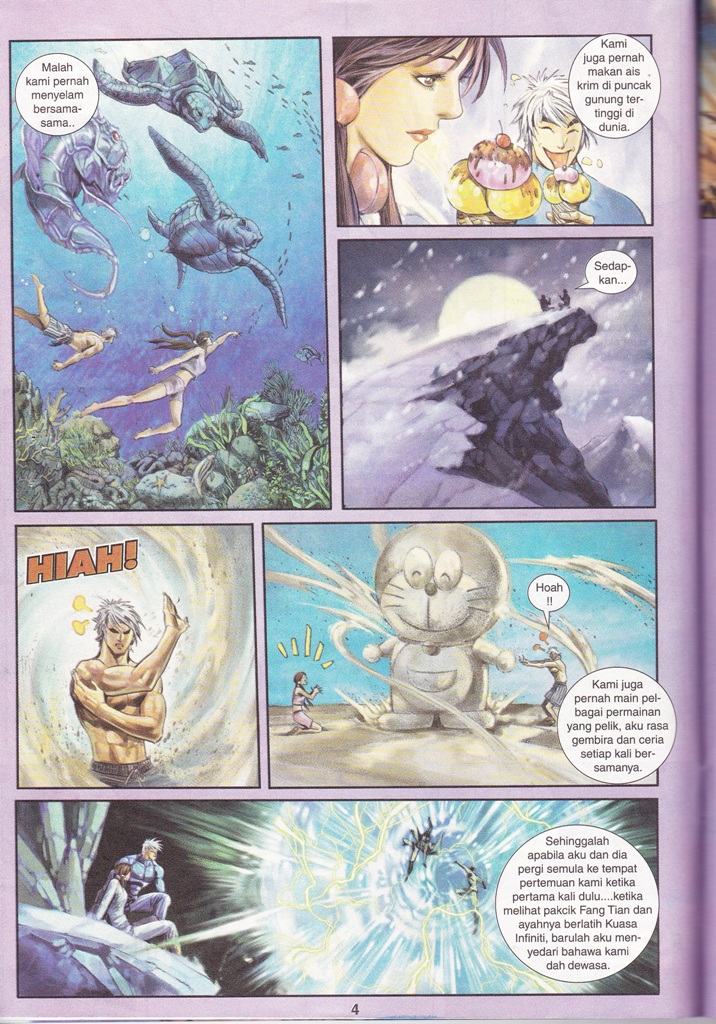 Malah
kami pernah
menyelam
bersama-
sama..
Kami
juga pernah
makan ais
krim di puncak
gunung ter-
tinggi di
dunia.
Sedap-
kan...
HIAH!
Hoah
!!
Kami juga
pernah main pel-
bagai permainan
yang pelik, aku rasa
gembira dan ceria
setiap kali ber-
samanya.
Sehinggalah
apabila aku dan dia
pergi semula ke tempat
pertemuan kami ketika
pertama kali dulu....ketika
melihat pakcik Fang Tian dan
ayahnya berlatih Kuasa
Infiniti, barulah aku men-
yedari bahawa kami
dah dewasa.
4